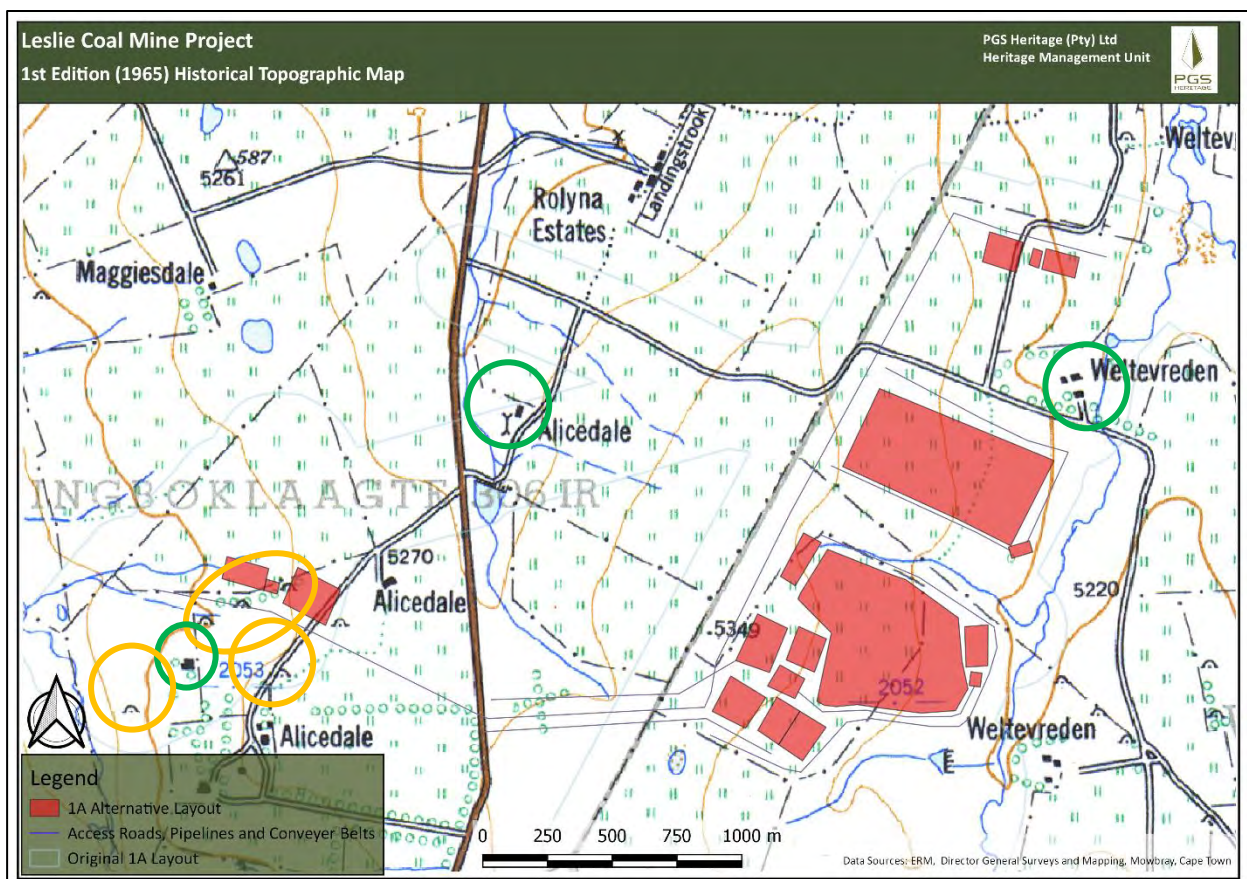 Leslie Coal Mine Project
1st Edition (1965) Historical Topographic Map
PGS Heritage (Pty) Ltd
Heritage Management Unit
PGS
HERITAGE
587
5261
Landingstrook
Weltev
Rolyna
Estates
Maggiesdale
Weltevreden
Alicedale
INGBOKLAAGTE 306 IR
5270
Alicedale
5220
5349
2053
2052
Alicedale
Weltevreden
Legend
1A Alternative Layout
Access Roads, Pipelines and Conveyer Belts
Original 1A Layout
0 250 500 750 1000 m
Data Sources: ERM, Director General Surveys and Mapping, Mowbray, Cape Town